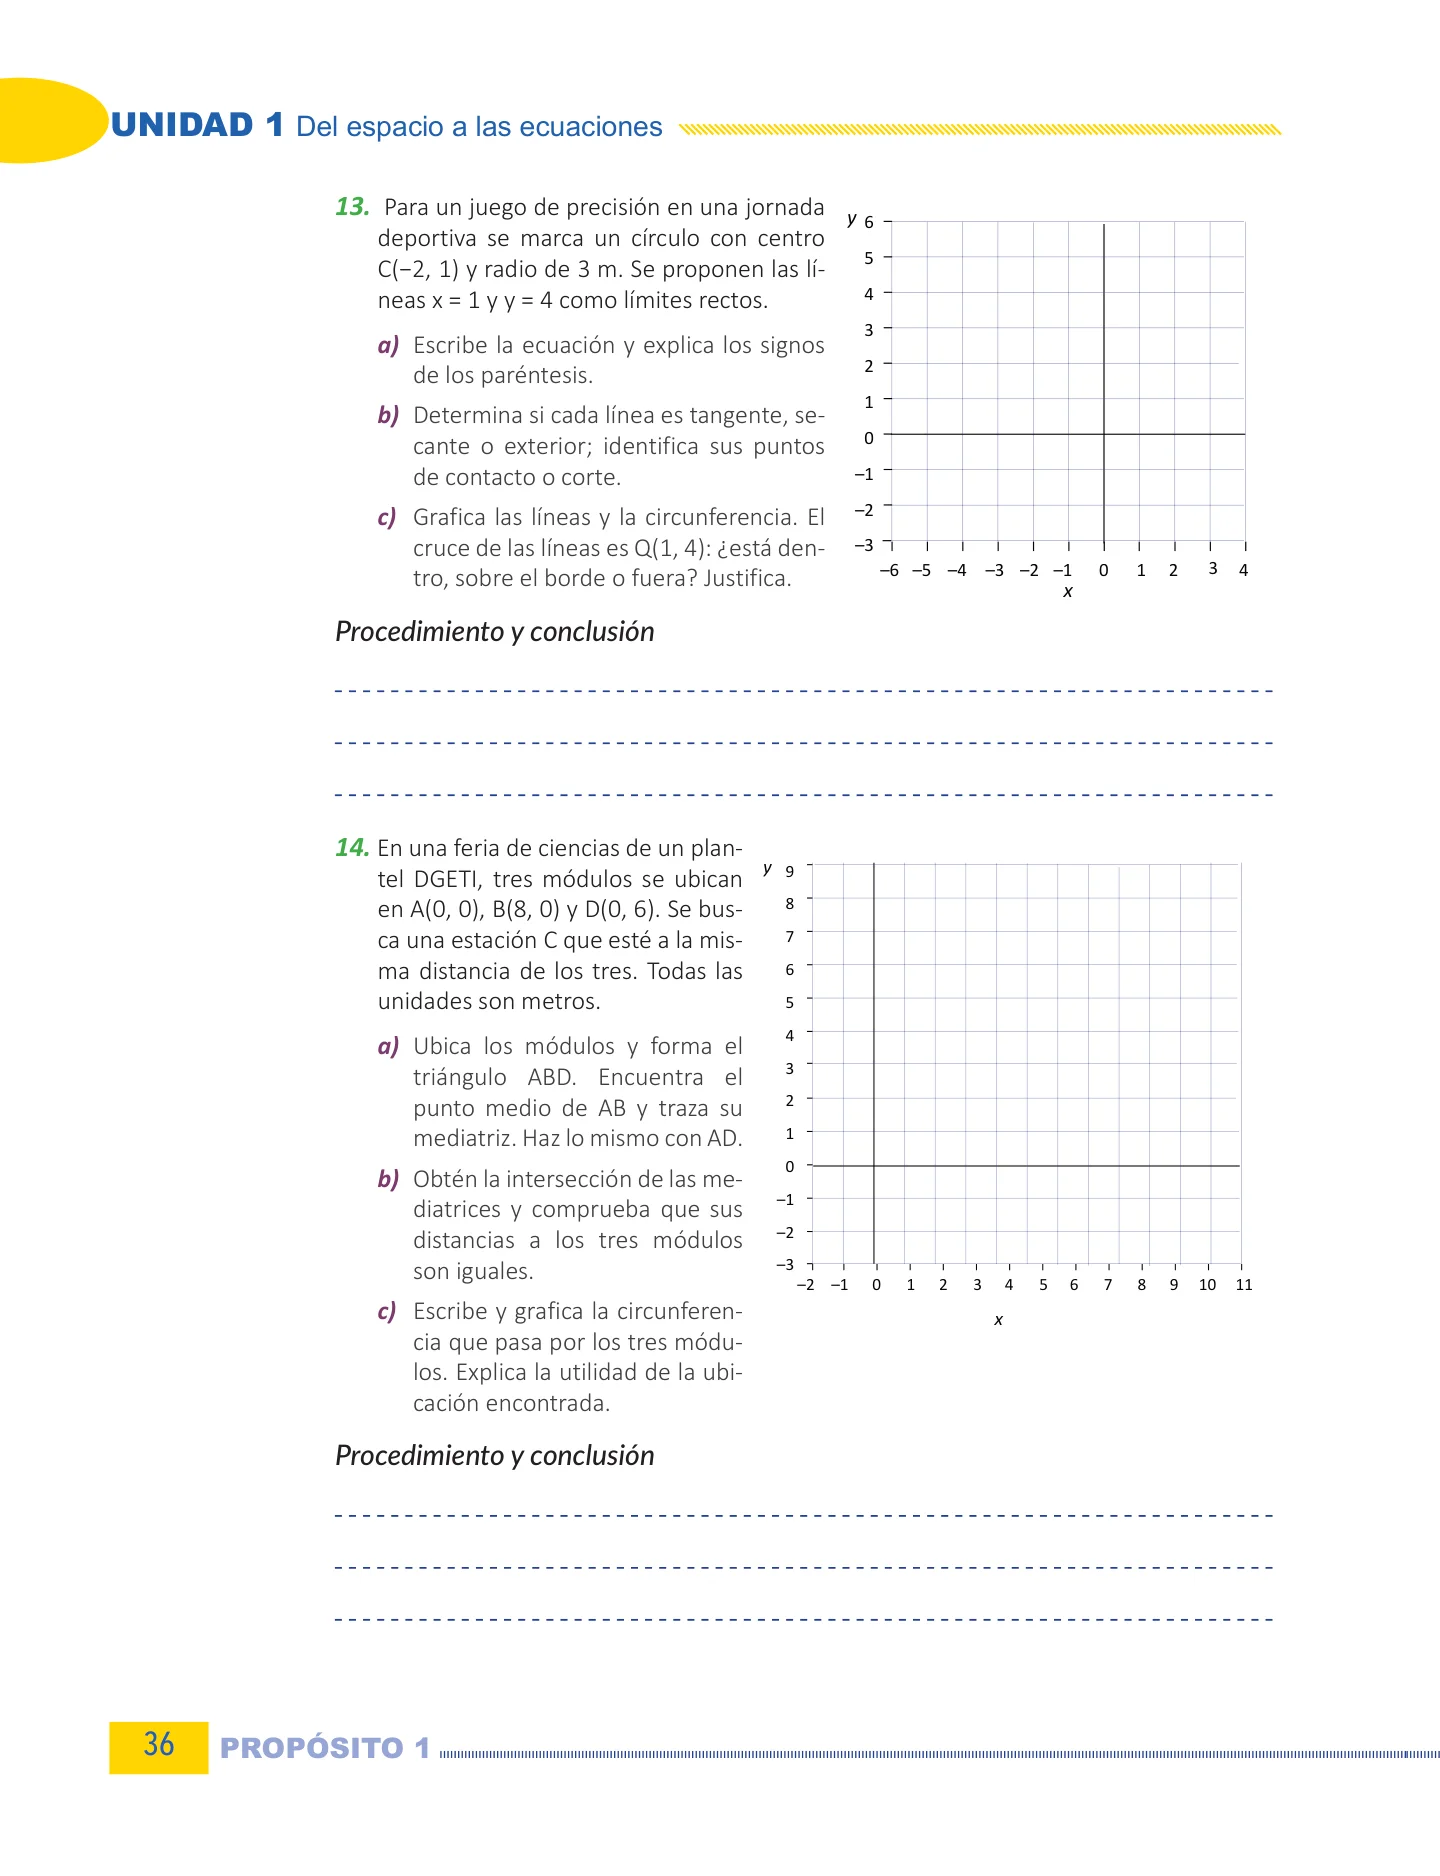 UNIDAD 1 Del espacio a las ecuaciones
13. Para un juego de precisión en una jornada
deportiva se marca un círculo con centro
C(−2, 1) y radio de 3 m. Se proponen las lí-
neas x = 1 y y = 4 como límites rectos.
a) Escribe la ecuación y explica los signos
de los paréntesis.
b) Determina si cada línea es tangente, se-
cante o exterior; identifica sus puntos
de contacto o corte.
c) Grafica las líneas y la circunferencia. El
cruce de las líneas es Q(1, 4): ¿está den-
tro, sobre el borde o fuera? Justifica.
y 6
5
4
3
2
1
0
–1
–2
–3
–6 –5 –4 –3 –2 –1 0 1 2 3 4
x
Procedimiento y conclusión
14. En una feria de ciencias de un plan-
tel DGETI, tres módulos se ubican
en A(0, 0), B(8, 0) y D(0, 6). Se bus-
ca una estación C que esté a la mis-
ma distancia de los tres. Todas las
unidades son metros.
a) Ubica los módulos y forma el
triángulo ABD. Encuentra el
punto medio de AB y traza su
mediatriz. Haz lo mismo con AD.
b) Obtén la intersección de las me-
diatrices y comprueba que sus
distancias a los tres módulos
son iguales.
c) Escribe y grafica la circunferen-
cia que pasa por los tres módu-
los. Explica la utilidad de la ubi-
cación encontrada.
y 9
8
7
6
5
4
3
2
1
0
–1
–2
–3
–2 –1 0 1 2 3 4 5 6 7 8 9 10 11
x
Procedimiento y conclusión
36 PROPÓSITO 1